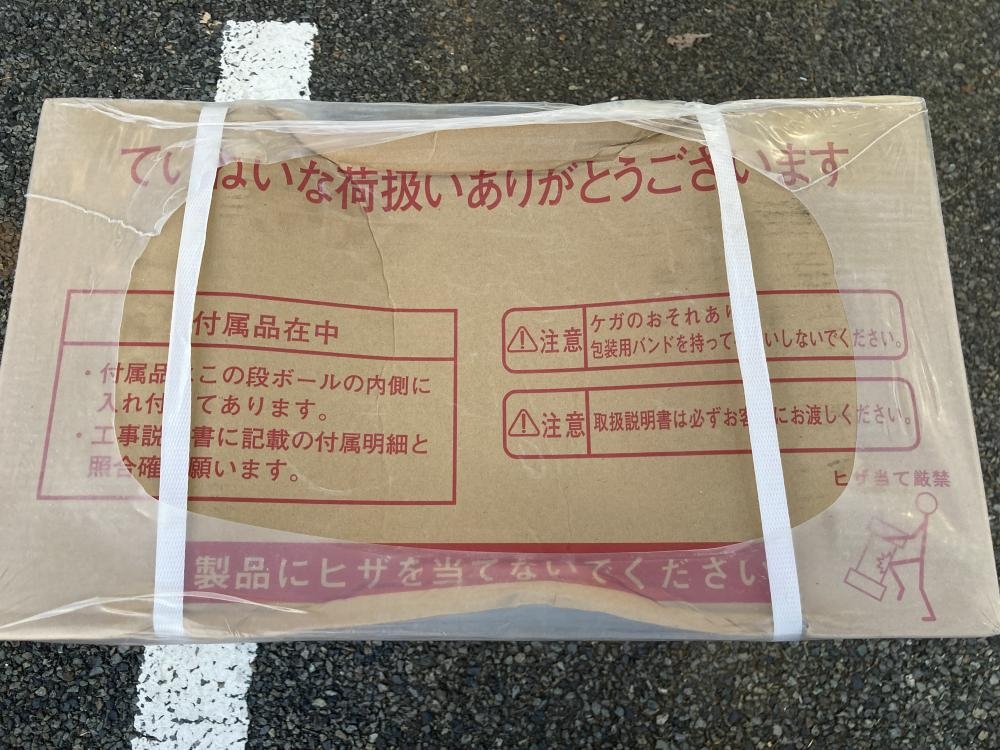 ていねいな荷扱いありがとうございます
付属品在中
・付属品はこの段ボールの内側に
入れ付けてあります。
・工事説明書に記載の付属明細と
照合確認願います。
注意
ケガのおそれあり
包装用バンドを持って扱いしないでください。
注意
取扱説明書は必ずお客様にお渡しください。
ヒザ当て厳禁
製品にヒザを当てないでください